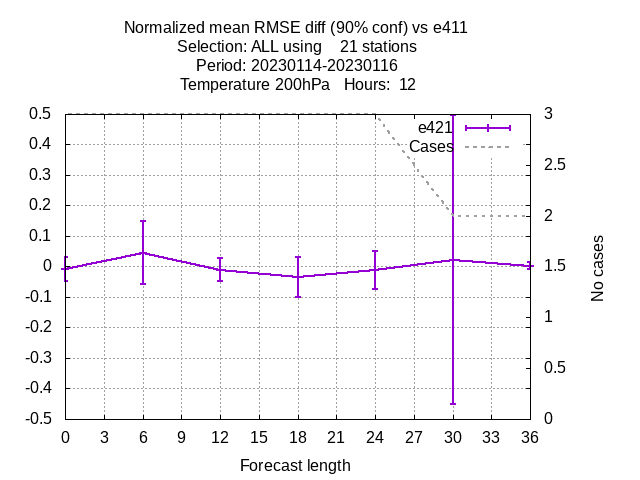 Normalized mean RMSE diff (90% conf) vs e411
Selection: ALL using    21 stations
Period: 20230114-20230116
Temperature 200hPa   Hours:  12
0.5
0.4
0.3
0.2
0.1
0
-0.1
-0.2
-0.3
-0.4
-0.5
e421
Cases
3
2.5
2
1.5
1
0.5
0
No cases
0 3 6 9 12 15 18 21 24 27 30 33 36
Forecast length